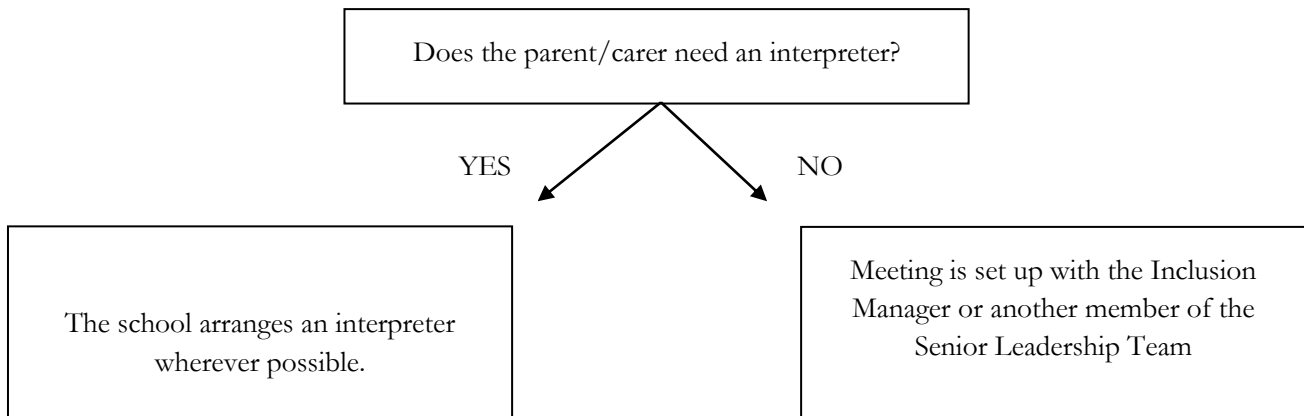 Does the parent/carer need an interpreter?
YES
NO
The school arranges an interpreter
wherever possible.
Meeting is set up with the Inclusion
Manager or another member of the
Senior Leadership Team